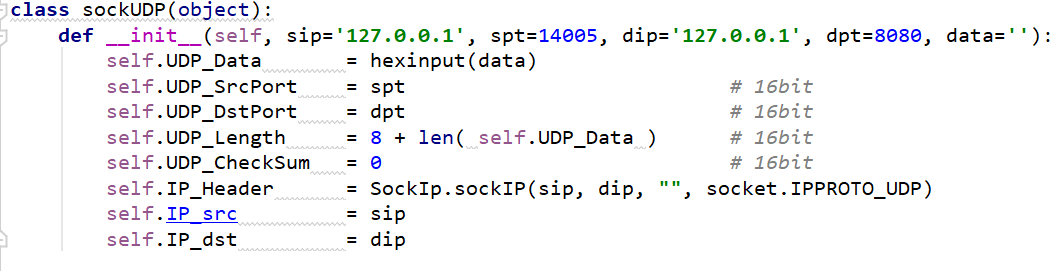 class sockUDP(object):
    def __init__(self, sip='127.0.0.1', spt=14005, dip='127.0.0.1', dpt=8080, data=''):
        self.UDP_Data       = hexinput(data)
        self.UDP_SrcPort    = spt                           # 16bit
        self.UDP_DstPort    = dpt                           # 16bit
        self.UDP_Length     = 8 + len( self.UDP_Data )      # 16bit
        self.UDP_CheckSum   = 0                             # 16bit
        self.IP_Header      = SockIp.sockIP(sip, dip, "", socket.IPPROTO_UDP)
        self.IP_src         = sip
        self.IP_dst         = dip